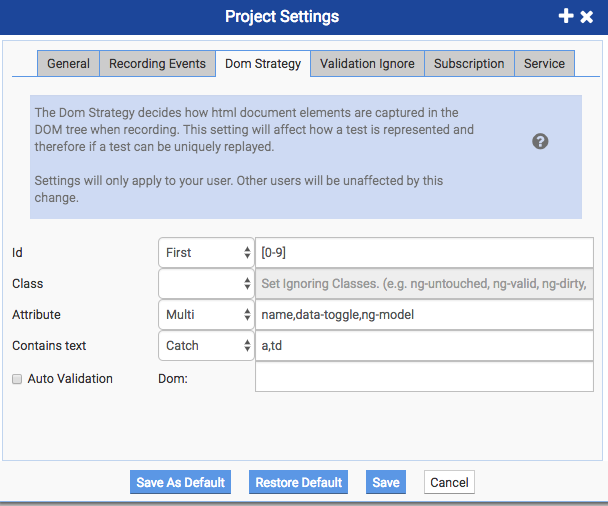 Project Settings
General Recording Events Dom Strategy Validation Ignore Subscription Service
The Dom Strategy decides how html document elements are captured in the
DOM tree when recording. This setting will affect how a test is represented and
therefore if a test can be uniquely replayed.
Settings will only apply to your user. Other users will be unaffected by this
change.
Id First [0-9]
Class Set Ignoring Classes. (e.g. ng-untouched, ng-valid, ng-dirty,
Attribute Multi name,data-toggle,ng-model
Contains text Catch a,td
Auto Validation Dom:
Save As Default Restore Default Save Cancel